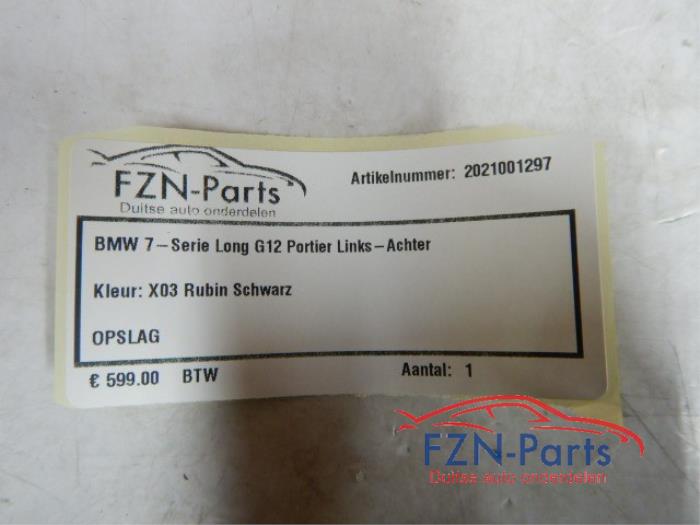 FZN-Parts
Duitse auto onderdelen
Artikelnummer: 2021001297
BMW 7-Serie Long G12 Portier Links-Achter
Kleur: X03 Rubin Schwarz
OPSLAG
€ 599.00 BTW
Aantal: 1
FZN-Parts
Duitse auto onderdelen